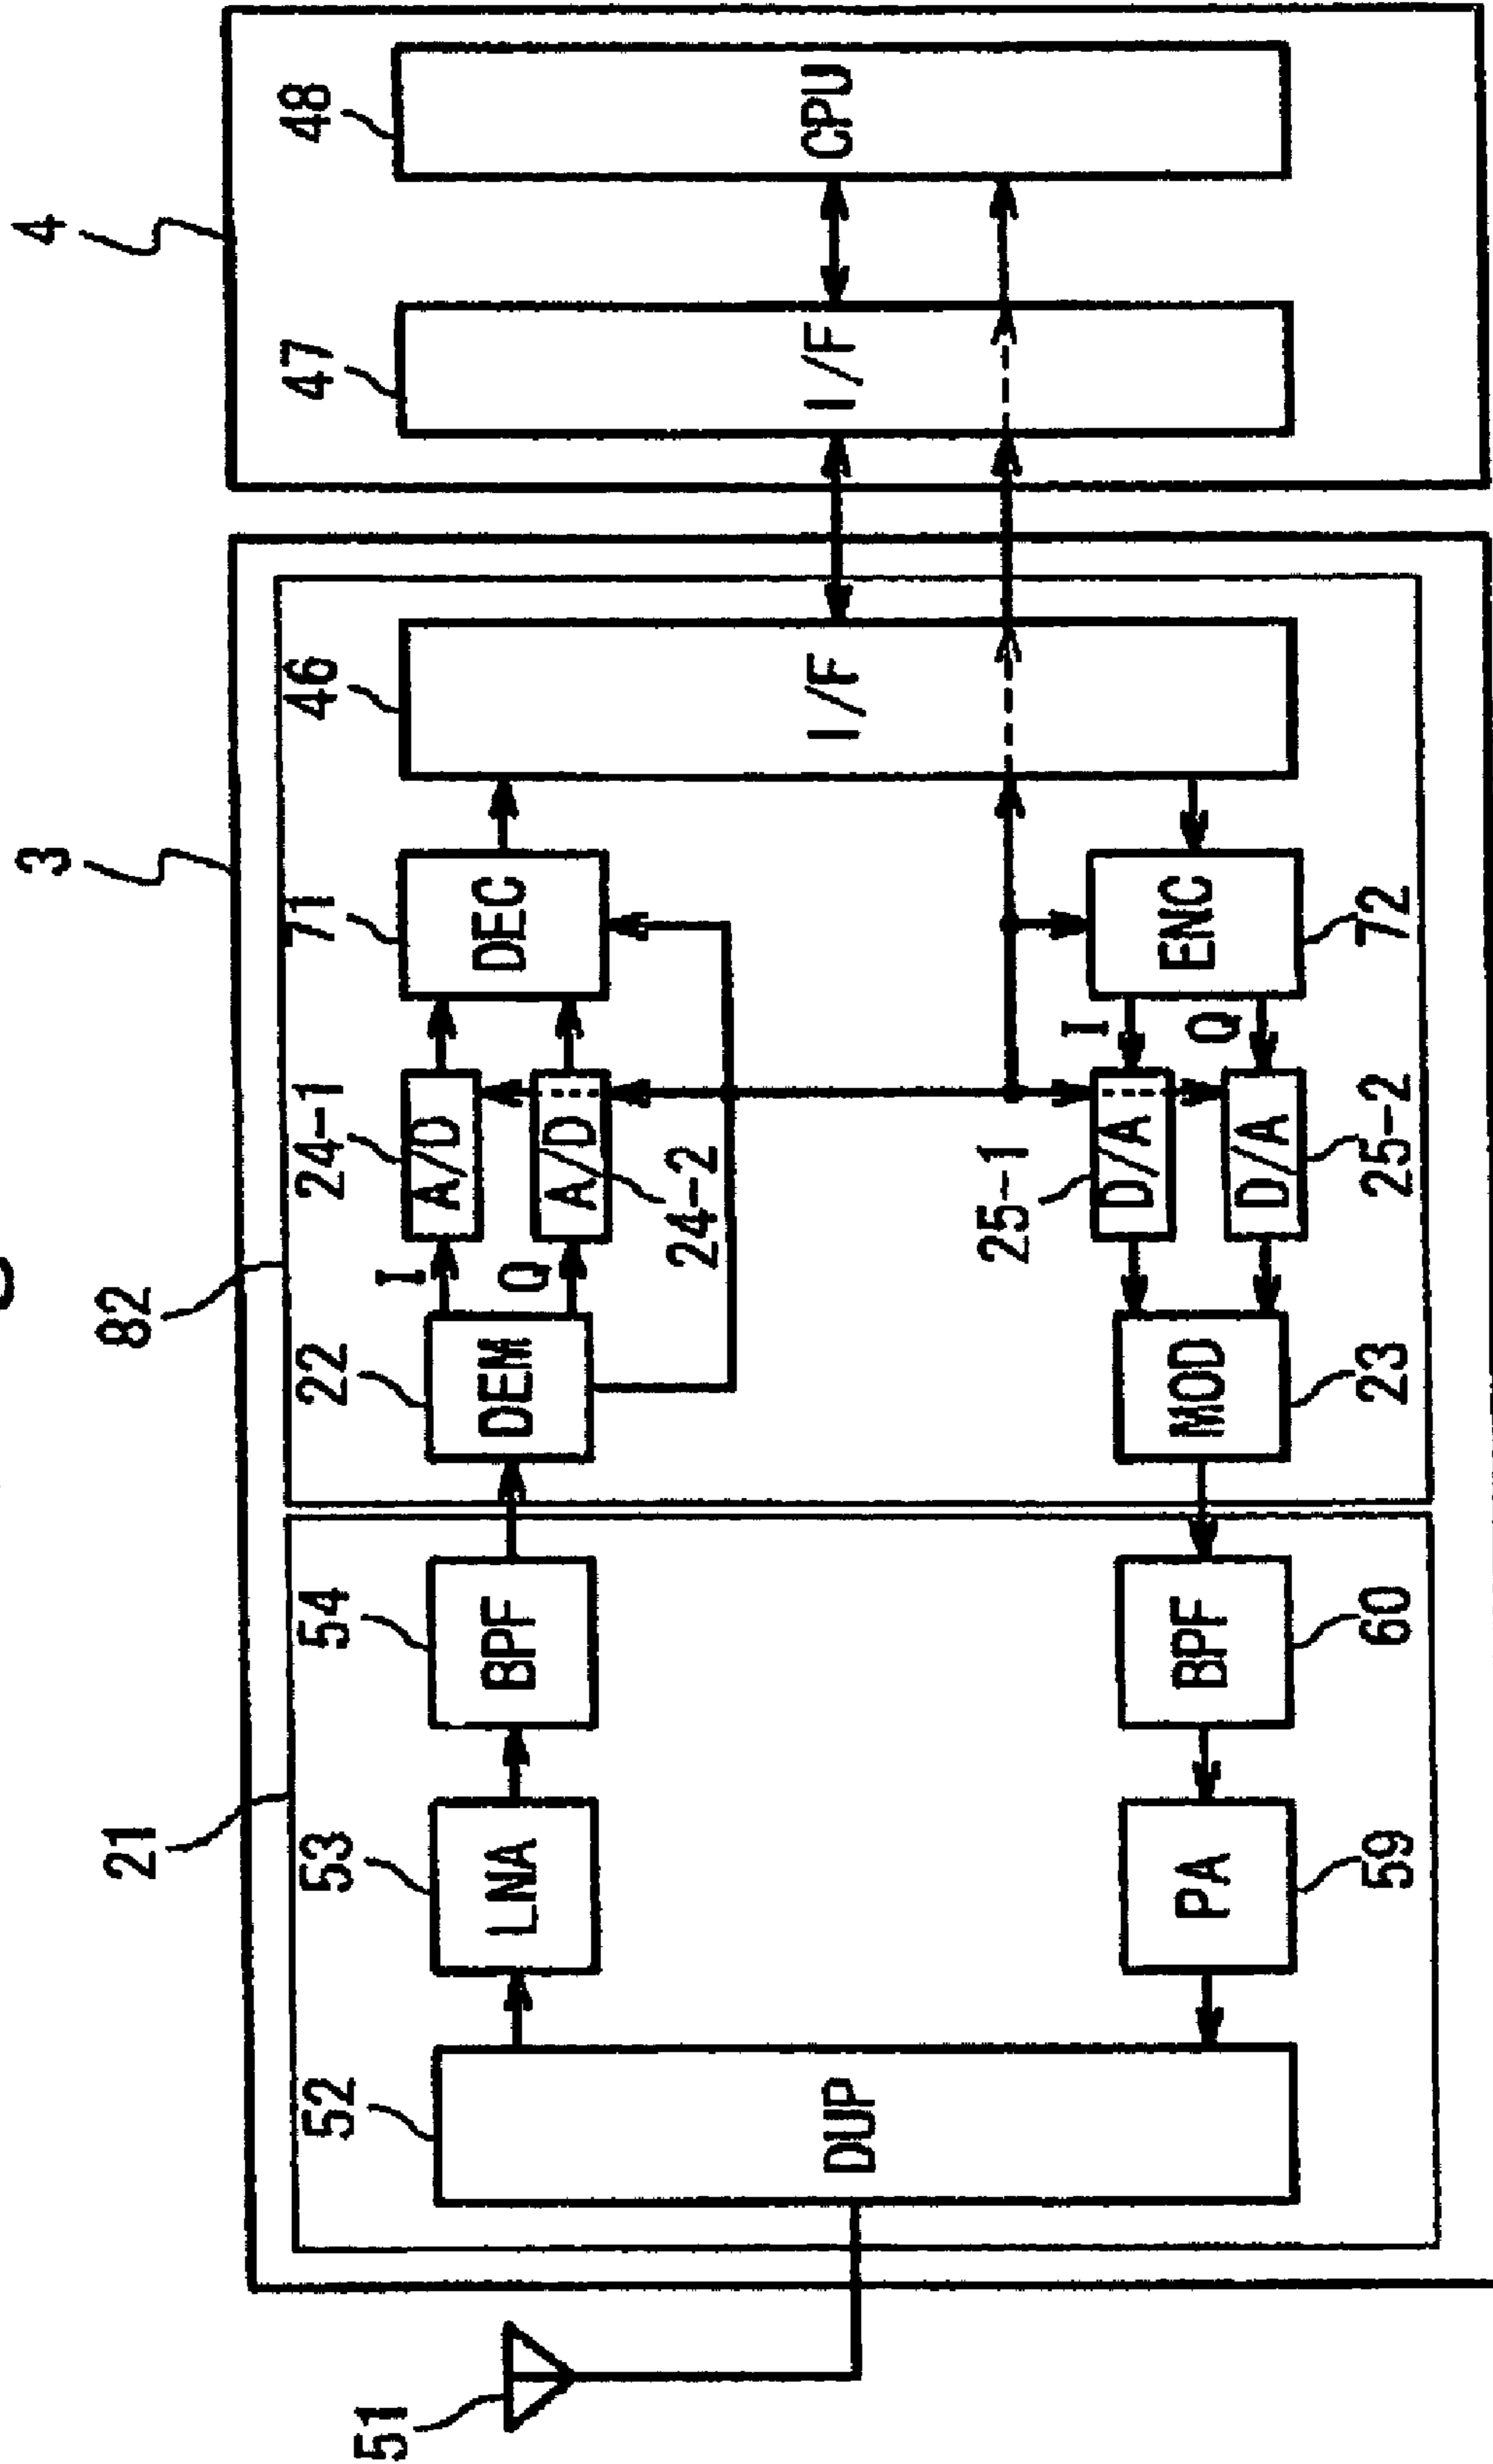 4
48
CPU
47
I/F
3
46
I/F
71
DEC
ENC
72
82
24-1
A/D
A/D
24-2
I
Q
25-1
D/A
D/A
25-2
I
Q
22
DEM
MOD
23
21
54
BPF
BPF
60
53
LNA
PA
59
52
DUP
51